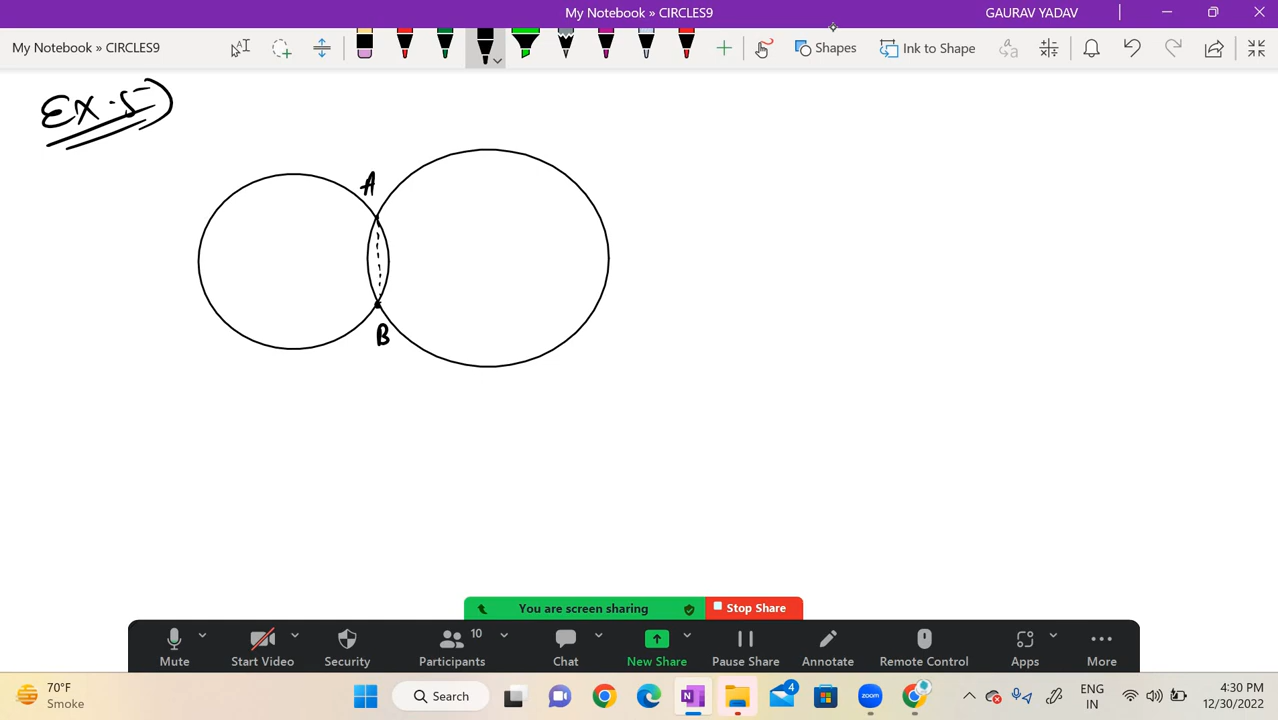 My Notebook » CIRCLES9
GAURAV YADAV
My Notebook » CIRCLES9
Shapes
Ink to Shape
Ex.5)
A
B
You are screen sharing
Stop Share
10
Mute
Start Video
Security
Participants
Chat
New Share
Pause Share
Annotate
Remote Control
Apps
More
70°F
Smoke
Search
4
zoom
ENG
IN
4:30 PM
12/30/2022